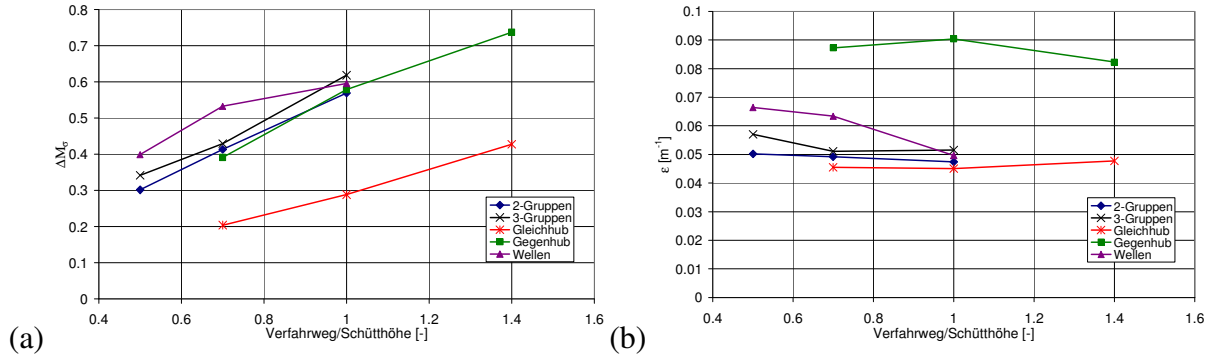 0.8
0.7
0.6
0.5
0.4
0.3
0.2
0.1
0
ΔMσ
0.4 0.6 0.8 1 1.2 1.4 1.6
Verfahrweg/Schütthöhe [-]
2-Gruppen
3-Gruppen
Gleichhub
Gegenhub
Wellen
(a)
0.1
0.09
0.08
0.07
0.06
0.05
0.04
0.03
0.02
0.01
0
ε [m⁻¹]
0.4 0.6 0.8 1 1.2 1.4 1.6
Verfahrweg/Schütthöhe [-]
2-Gruppen
3-Gruppen
Gleichhub
Gegenhub
Wellen
(b)